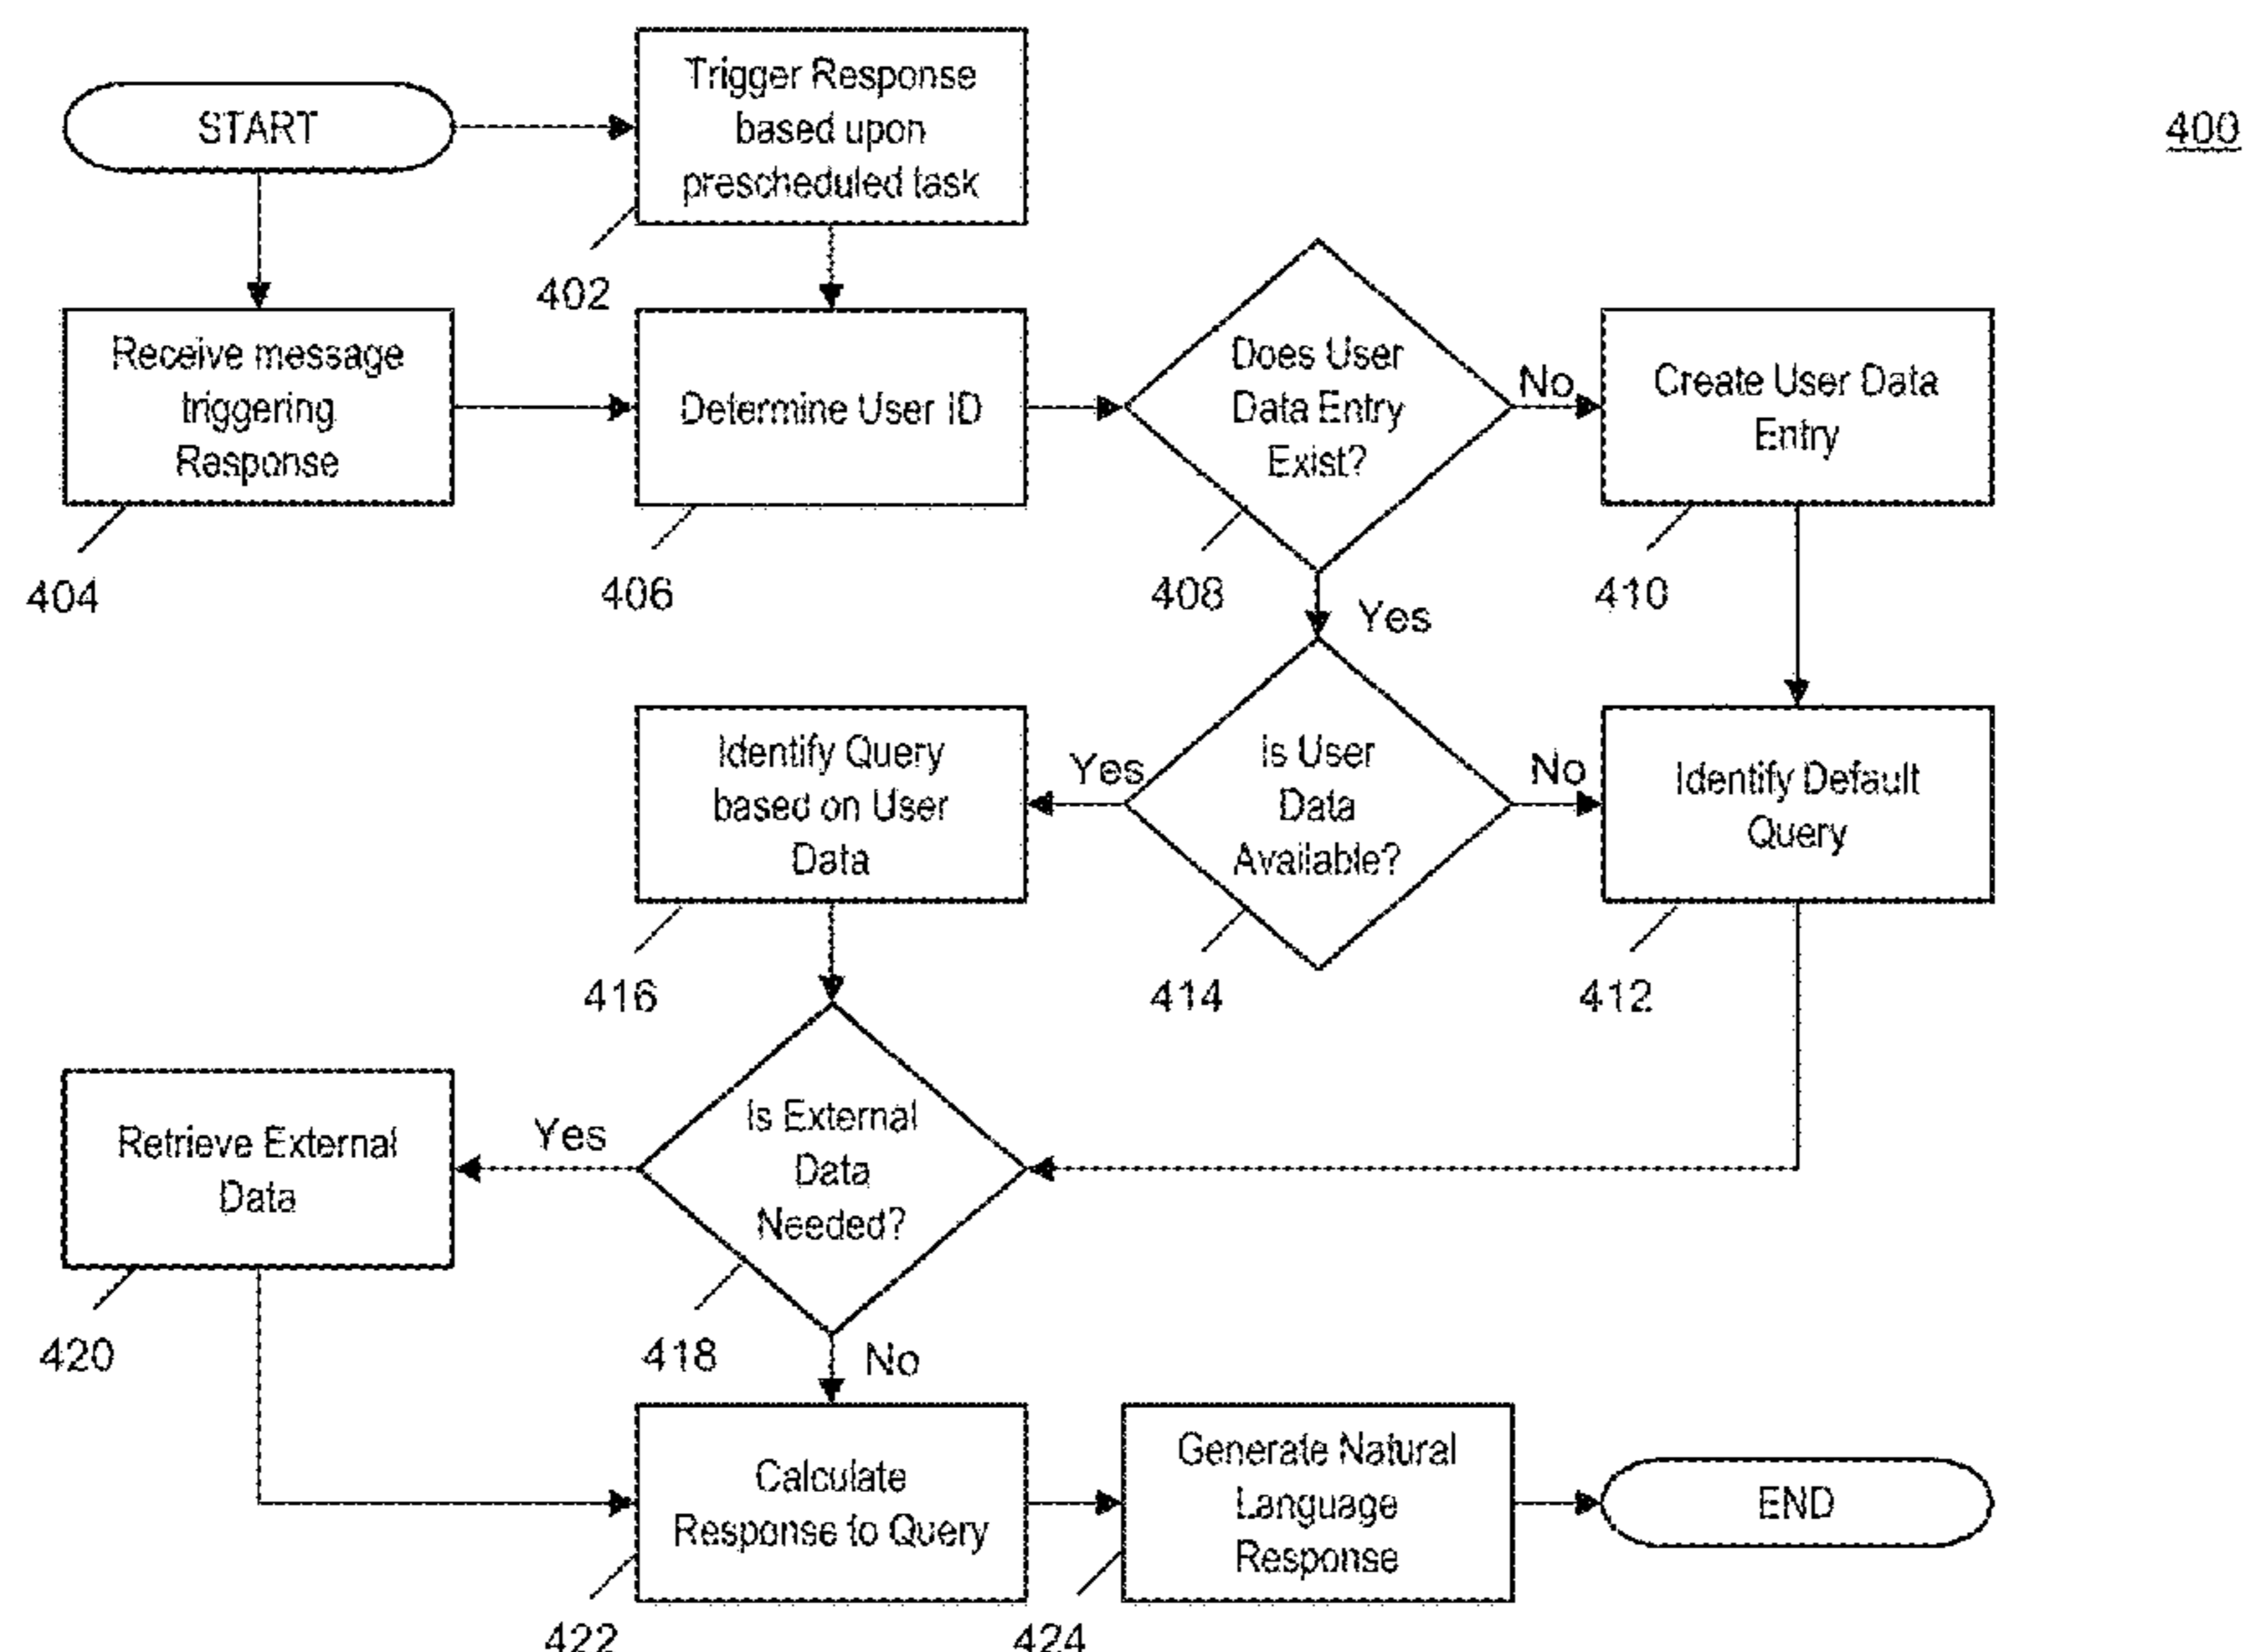 START
Trigger Response
based upon
prescheduled task
400
402
Receive message
triggering
Response
404
Determine User ID
406
Does User
Data Entry
Exist?
408
No
Yes
Create User Data
Entry
410
Identify Query
based on User
Data
416
Yes
Is User
Data
Available?
414
No
Identify Default
Query
412
Retrieve External
Data
420
Yes
Is External
Data
Needed?
418
No
Calculate
Response to Query
422
Generate Natural
Language
Response
424
END